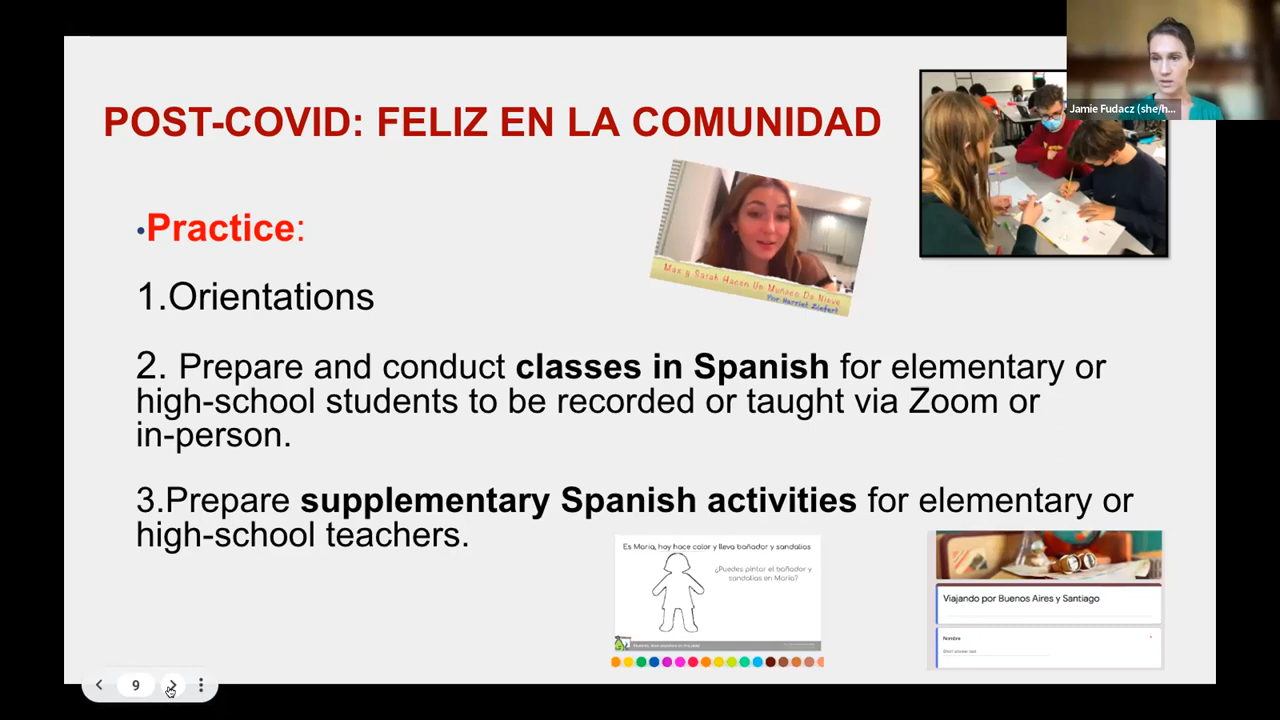 Jamie Fudacz (she/h...
POST-COVID: FELIZ EN LA COMUNIDAD
•Practice:
1.Orientations
2. Prepare and conduct classes in Spanish for elementary or
high-school students to be recorded or taught via Zoom or
in-person.
3.Prepare supplementary Spanish activities for elementary or
high-school teachers.
Max y Sarah Hacen Un Muñeco De Nieve
Por Harriet Ziefert
Es María, hoy hace calor y lleva bañador y sandalias
¿Puedes pintar el bañador y
sandalias en María?
Viajando por Buenos Aires y Santiago
Nombre
*
Short answer text
9